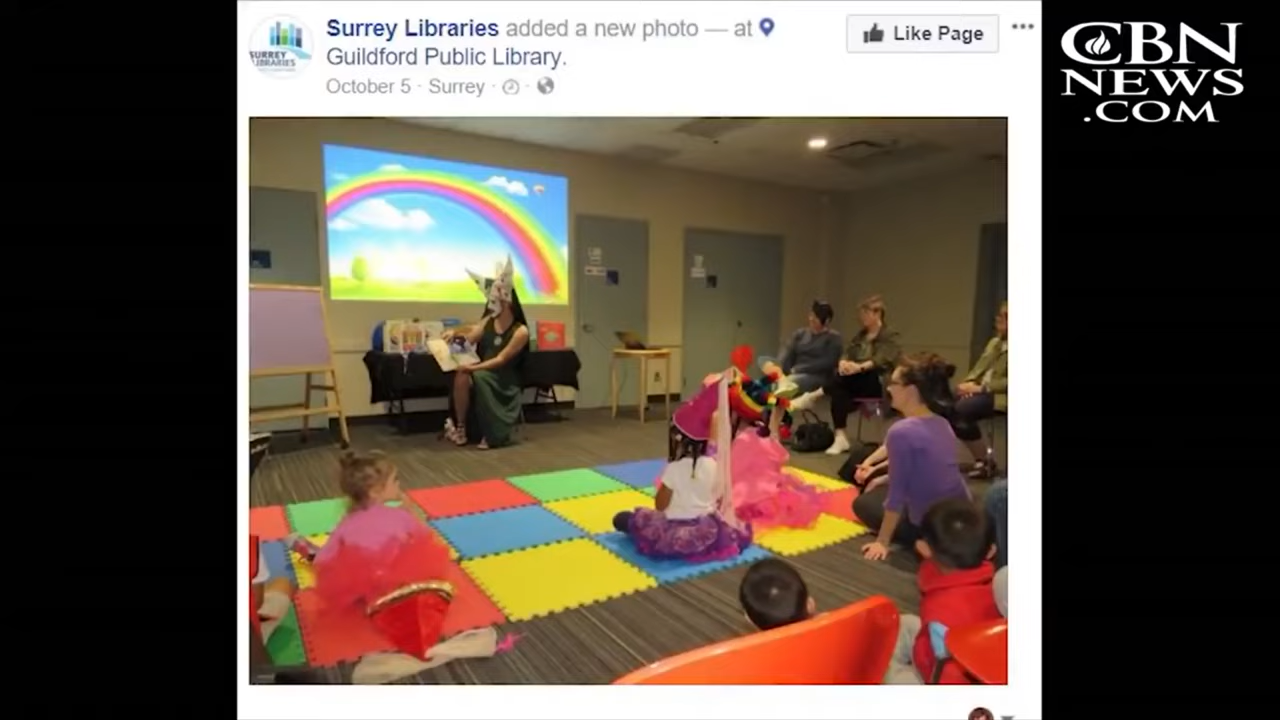 Surrey Libraries added a new photo — at
Guildford Public Library.
October 5 · Surrey ·
Like Page
SURREY
LIBRARIES
CBN
NEWS
.COM